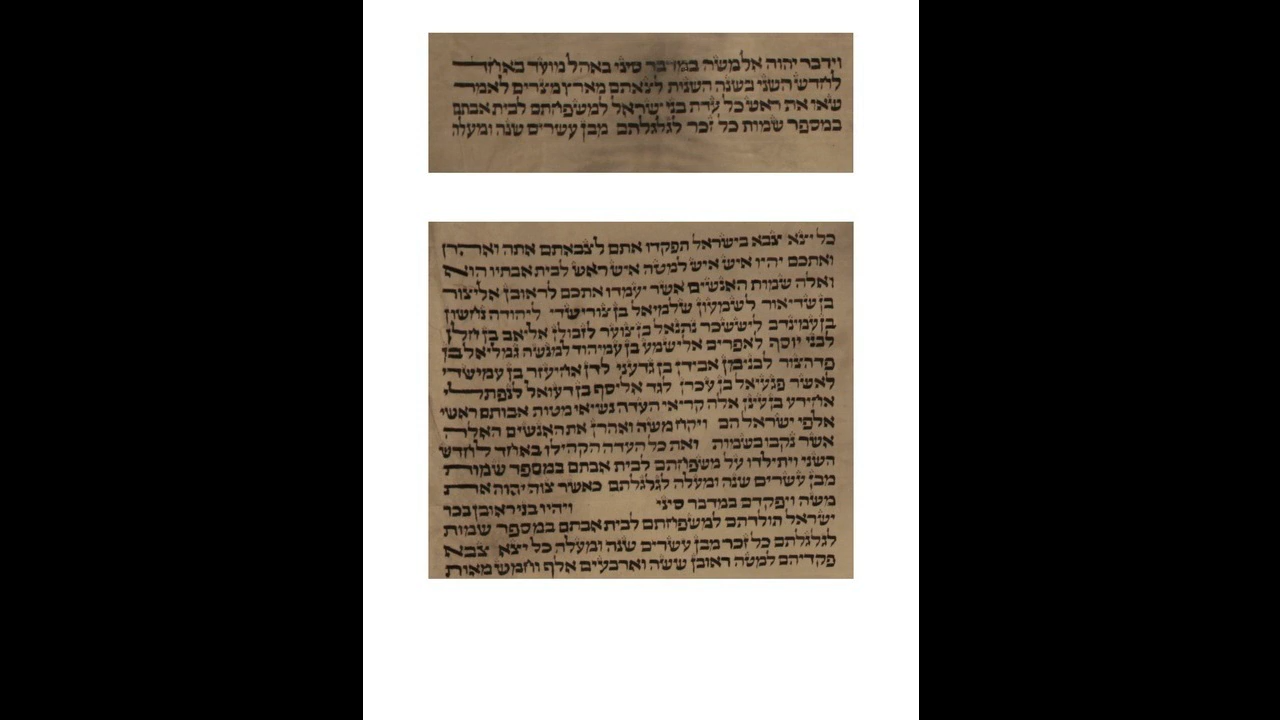 וידבר יהוה אל משה במדבר סיני באהל מועד באחד
לחדש השני בשנה השנית לצאתם מארץ מצרים לאמר
שאו את ראש כל עדת בני ישראל למשפחתם לבית אבתם
במספר שמות כל זכר לגלגלתם מבן עשרים שנה ומעלה
כל יצא צבא בישראל תפקדו אתם לצבאתם אתה ואהרן
ואתכם יהיו איש איש למטה איש ראש לבית אבתיו הוא
ואלה שמות האנשים אשר יעמדו אתכם לראובן אליצור
בן שדיאור לשמעון שלמיאל בן צורישדי ליהודה נחשון
בן עמינדב ליששכר נתנאל בן צוער לזבולן אליאב בן חלן
לבני יוסף לאפרים אלישמע בן עמיהוד למנשה גמליאל בן
פדהצור לבנימן אבידן בן גדעני לדן אחיעזר בן עמישדי
לאשר פגעיאל בן עכרן לגד אליסף בן דעואל לנפתלי
אחירע בן עינן אלה קריאי העדה נשיאי מטות אבותם ראשי
אלפי ישראל הם ויקח משה ואהרן את האנשים האלה
אשר נקבו בשמות ואת כל העדה הקהילו באחד לחדש
השני ויתילדו על משפחתם לבית אבתם במספר שמות
מבן עשרים שנה ומעלה לגלגלתם כאשר צוה יהוה את
משה ויפקדם במדבר סיני ויהיו בני ראובן בכר
ישראל תולדתם למשפחתם לבית אבתם במספר שמות
לגלגלתם כל זכר מבן עשרים שנה ומעלה כל יצא צבא
פקדיהם למטה ראובן ששה וארבעים אלף וחמש מאות